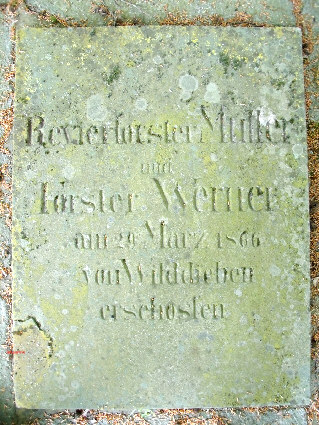 Revierförster Müller
und
Förster Werner
am 29. März 1866
von Wilddieben
erschossen